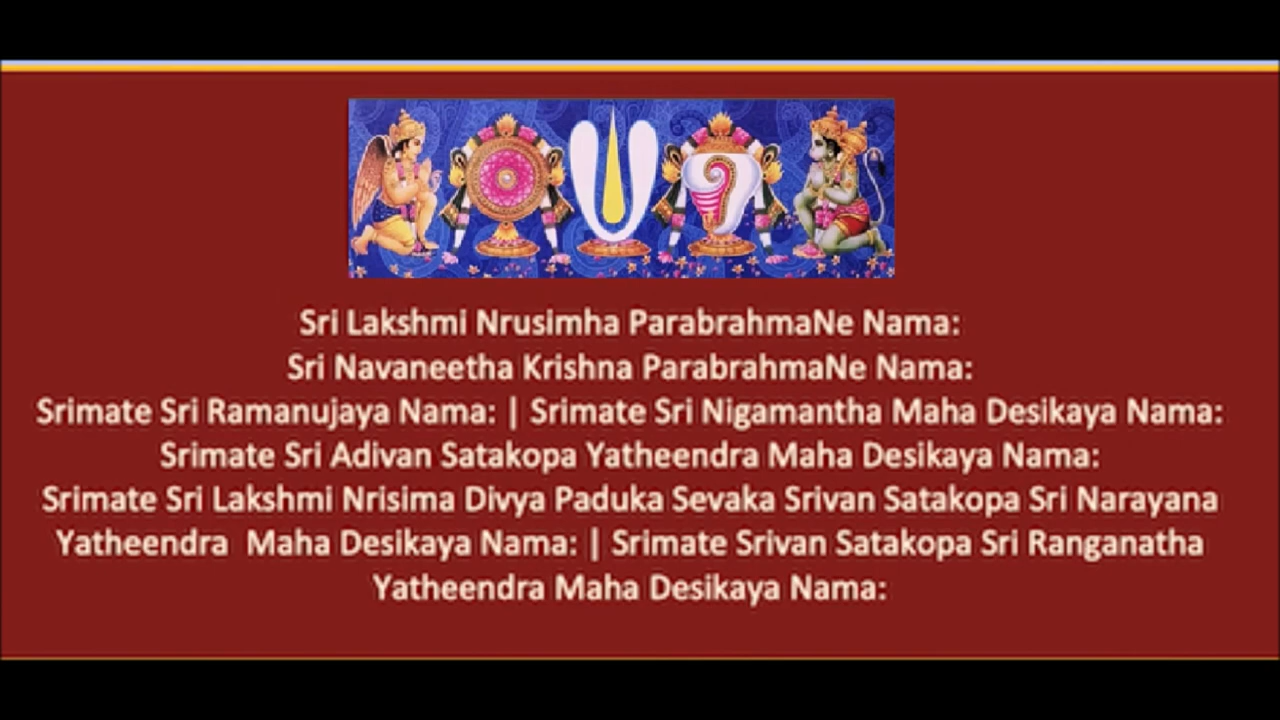 Sri Lakshmi Nrusimha ParabrahmaNe Nama:
Sri Navaneetha Krishna ParabrahmaNe Nama:
Srimate Sri Ramanujaya Nama: | Srimate Sri Nigamantha Maha Desikaya Nama:
Srimate Sri Adivan Satakopa Yatheendra Maha Desikaya Nama:
Srimate Sri Lakshmi Nrisima Divya Paduka Sevaka Srivan Satakopa Sri Narayana
Yatheendra  Maha Desikaya Nama: | Srimate Srivan Satakopa Sri Ranganatha
Yatheendra Maha Desikaya Nama: